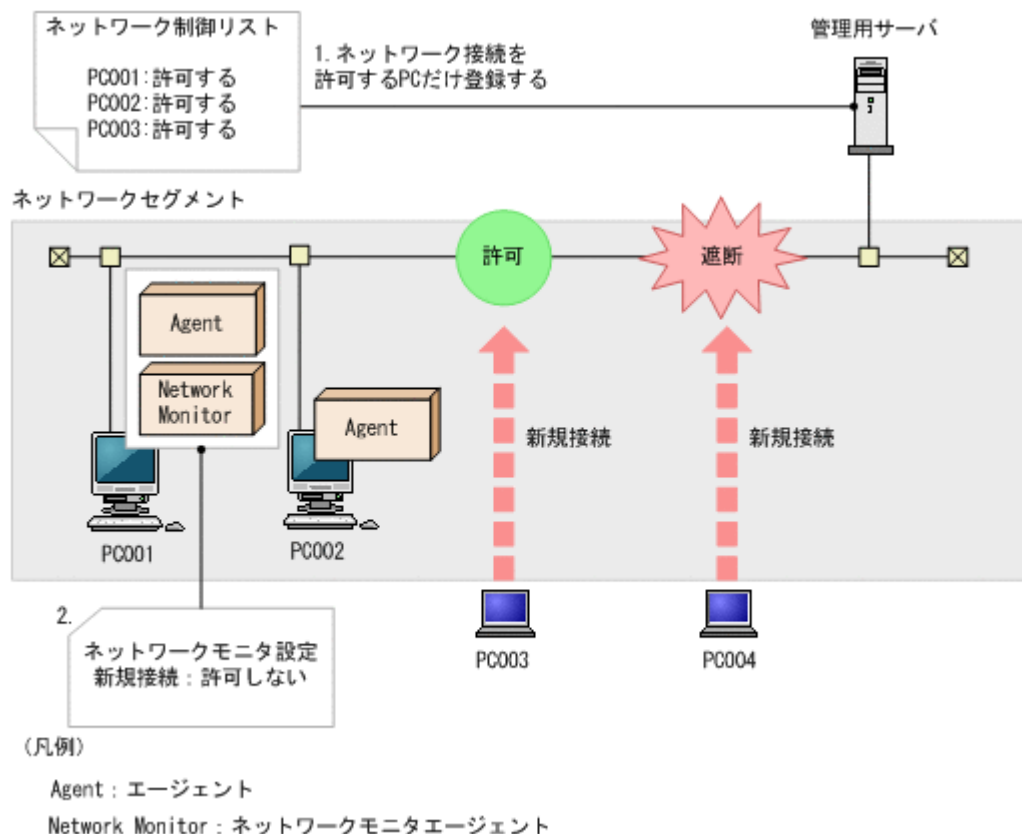 ネットワーク制御リスト
PC001:許可する
PC002:許可する
PC003:許可する
1.ネットワーク接続を
許可するPCだけ登録する
管理用サーバ
ネットワークセグメント
許可
遮断
Agent
Network
Monitor
Agent
新規接続
新規接続
PC001
PC002
2.
ネットワークモニタ設定
新規接続：許可しない
PC003
PC004
(凡例)
Agent：エージェント
Network Monitor：ネットワークモニタエージェント